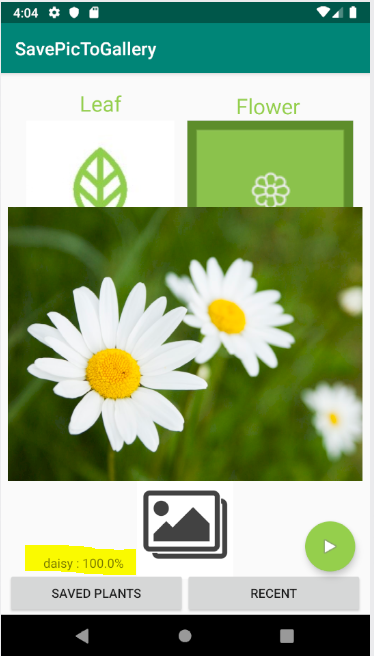 4:04
SavePicToGallery
Leaf
Flower
daisy : 100.0%
SAVED PLANTS
RECENT